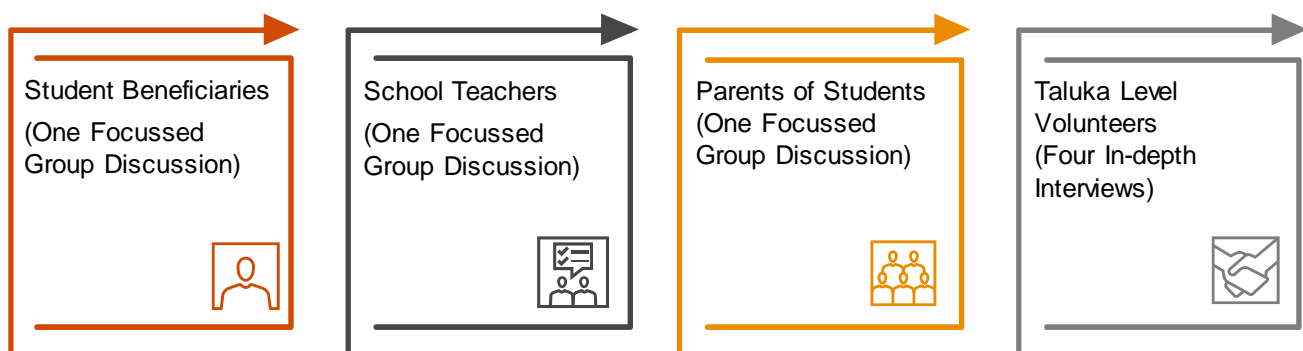 Student Beneficiaries
(One Focussed
Group Discussion)
School Teachers
(One Focussed
Group Discussion)
Parents of Students
(One Focussed
Group Discussion)
Taluka Level
Volunteers
(Four In-depth
Interviews)